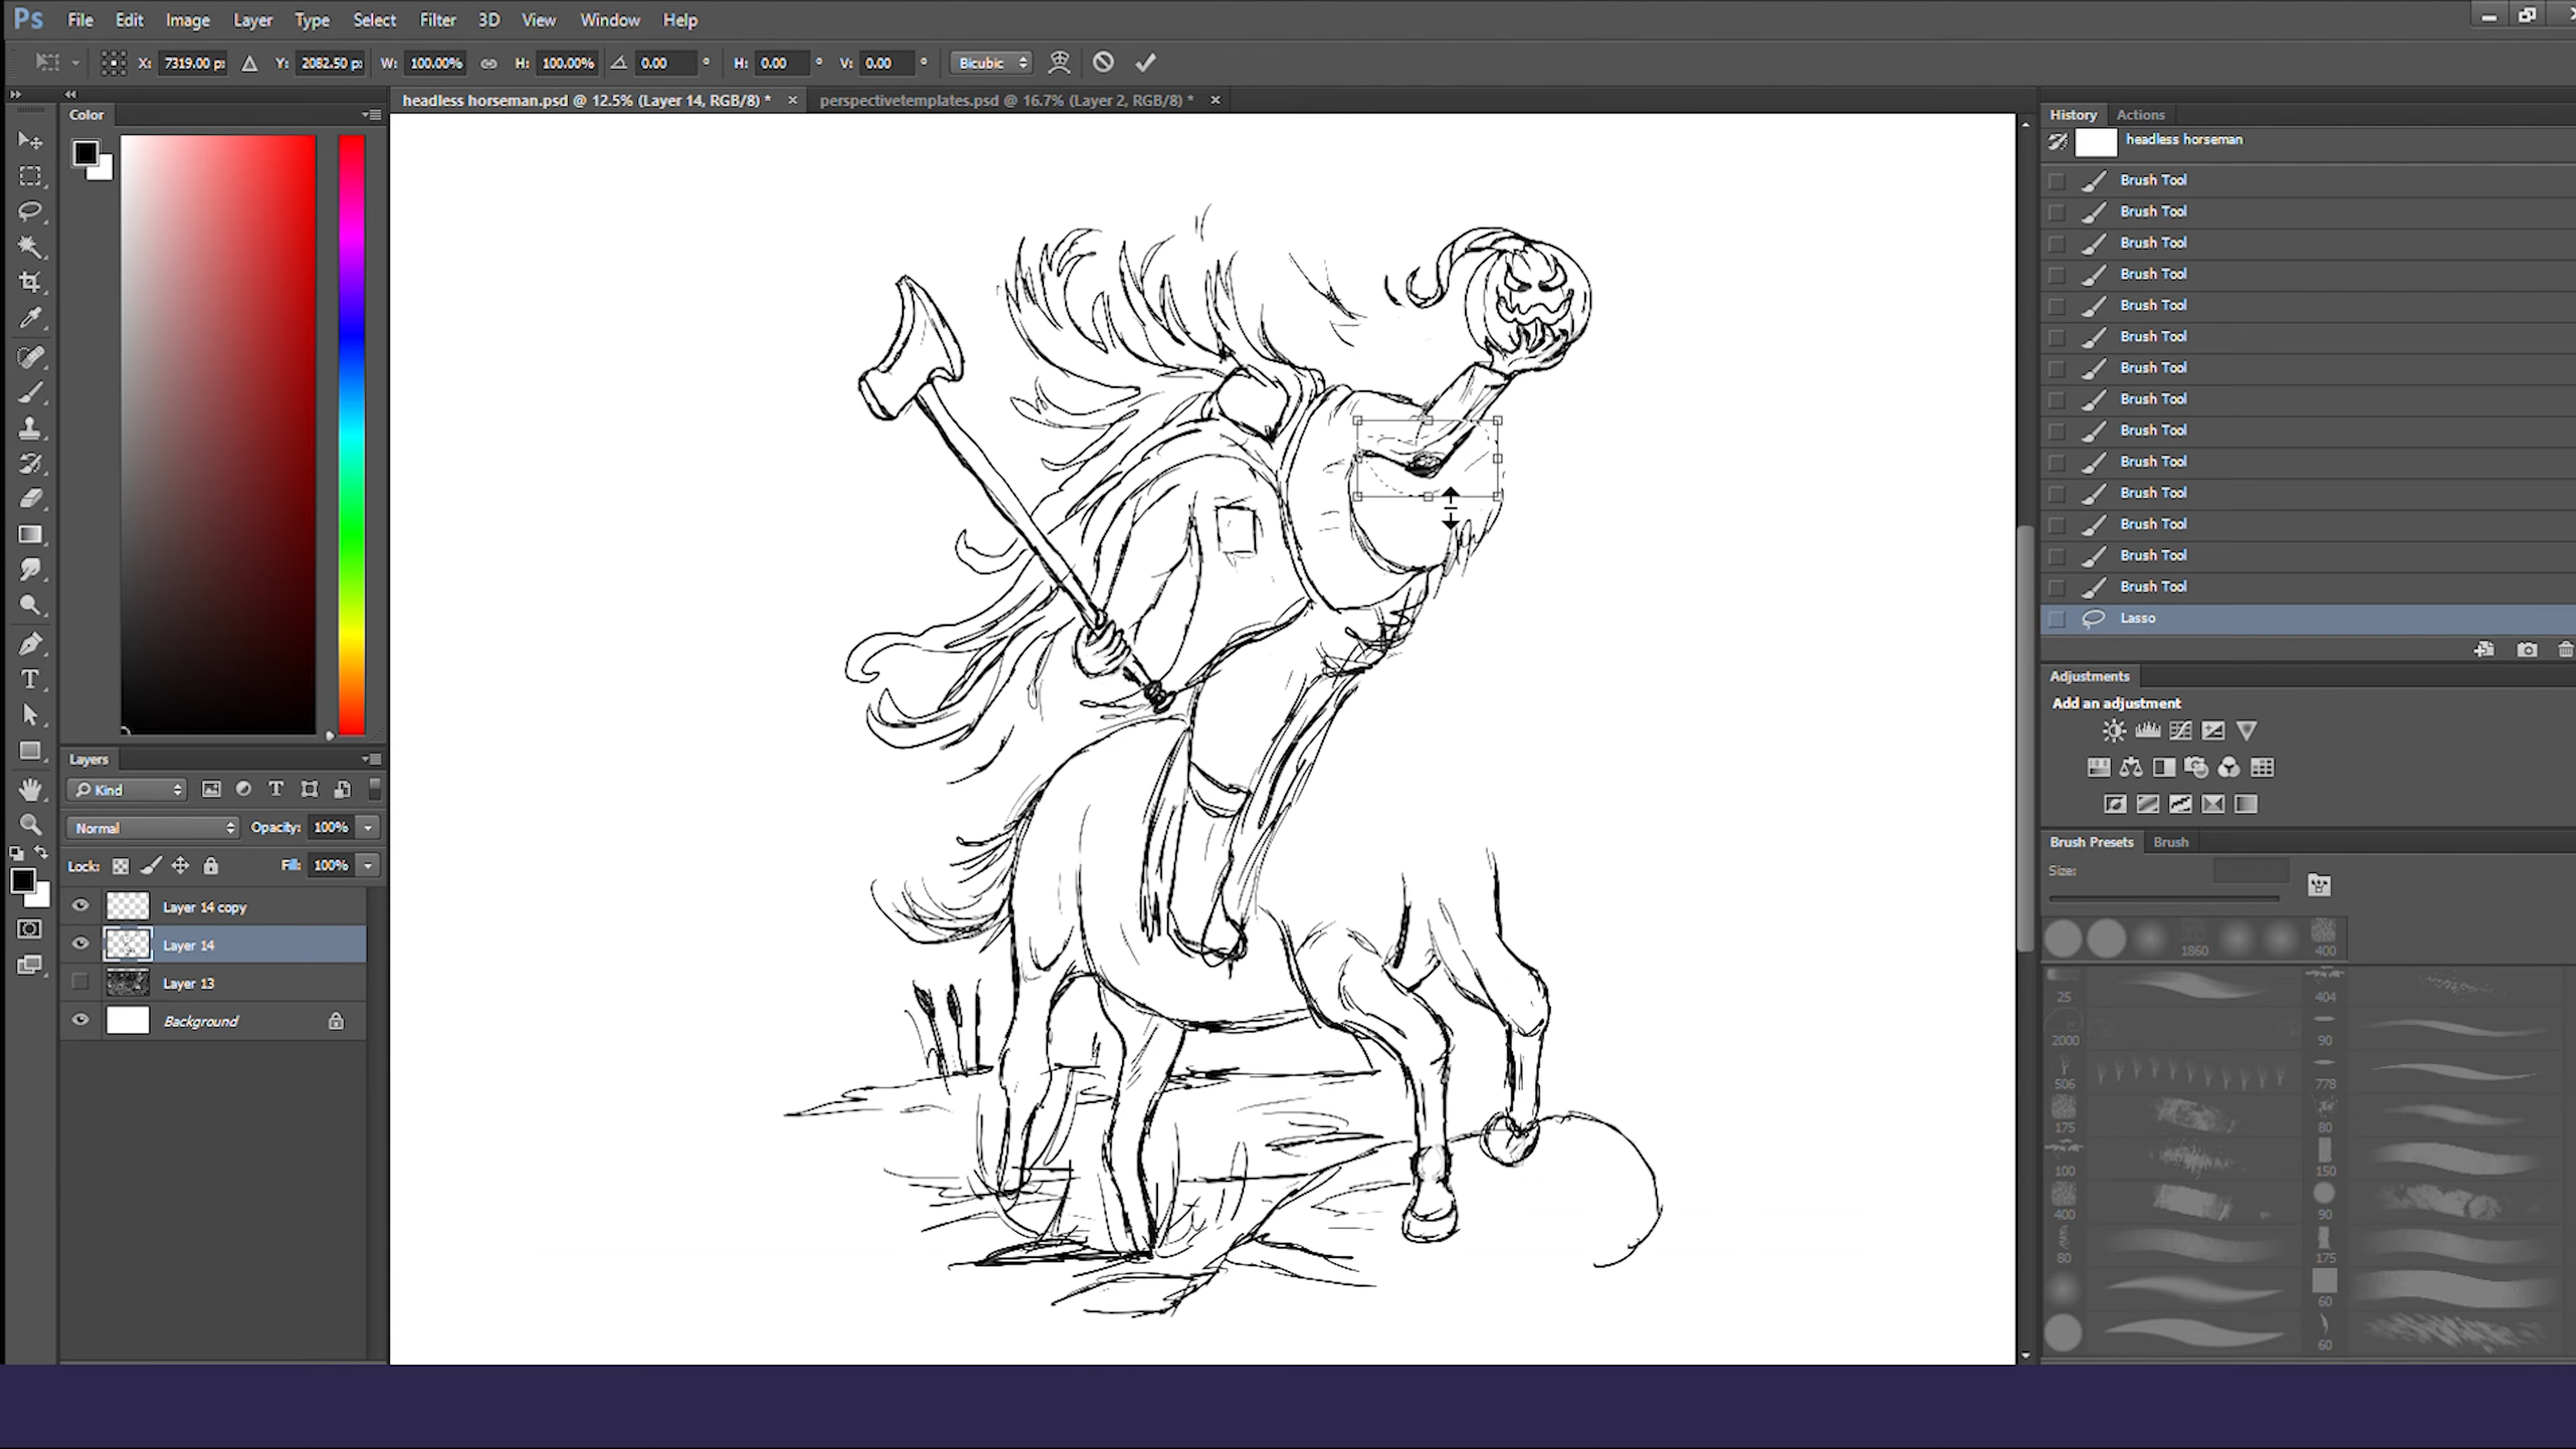 Ps File Edit Image Layer Type Select Filter 3D View Window Help
X: 7319.00 p: Y: 2082.50 p: W: 100.00% H: 100.00% 0.00 ° H: 0.00 ° V: 0.00 ° Bicubic
headless horseman.psd @ 12.5% (Layer 14, RGB/8) * × perspectivetemplates.psd @ 16.7% (Layer 2, RGB/8) * ×
Color
History Actions
headless horseman
Brush Tool
Brush Tool
Brush Tool
Brush Tool
Brush Tool
Brush Tool
Brush Tool
Brush Tool
Brush Tool
Brush Tool
Brush Tool
Brush Tool
Brush Tool
Brush Tool
Lasso
Adjustments
Add an adjustment
Layers
Kind
Normal Opacity: 100%
Lock: Fill: 100%
Layer 14 copy
Layer 14
Layer 13
Background
Brush Presets Brush
Size:
1860 400
25 404
2000 90
506 778
175 80
100 150
400 90
80 175
60
60